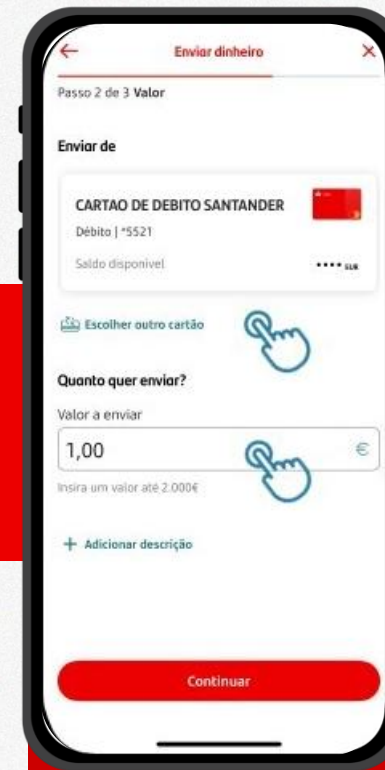 Enviar dinheiro
Passo 2 de 3 Valor
Enviar de
CARTAO DE DEBITO SANTANDER
Débito | *5521
Saldo disponível
•••• EUR
Escolher outro cartão
Quanto quer enviar?
Valor a enviar
1,00 €
Insira um valor até 2.000€
+ Adicionar descrição
Continuar